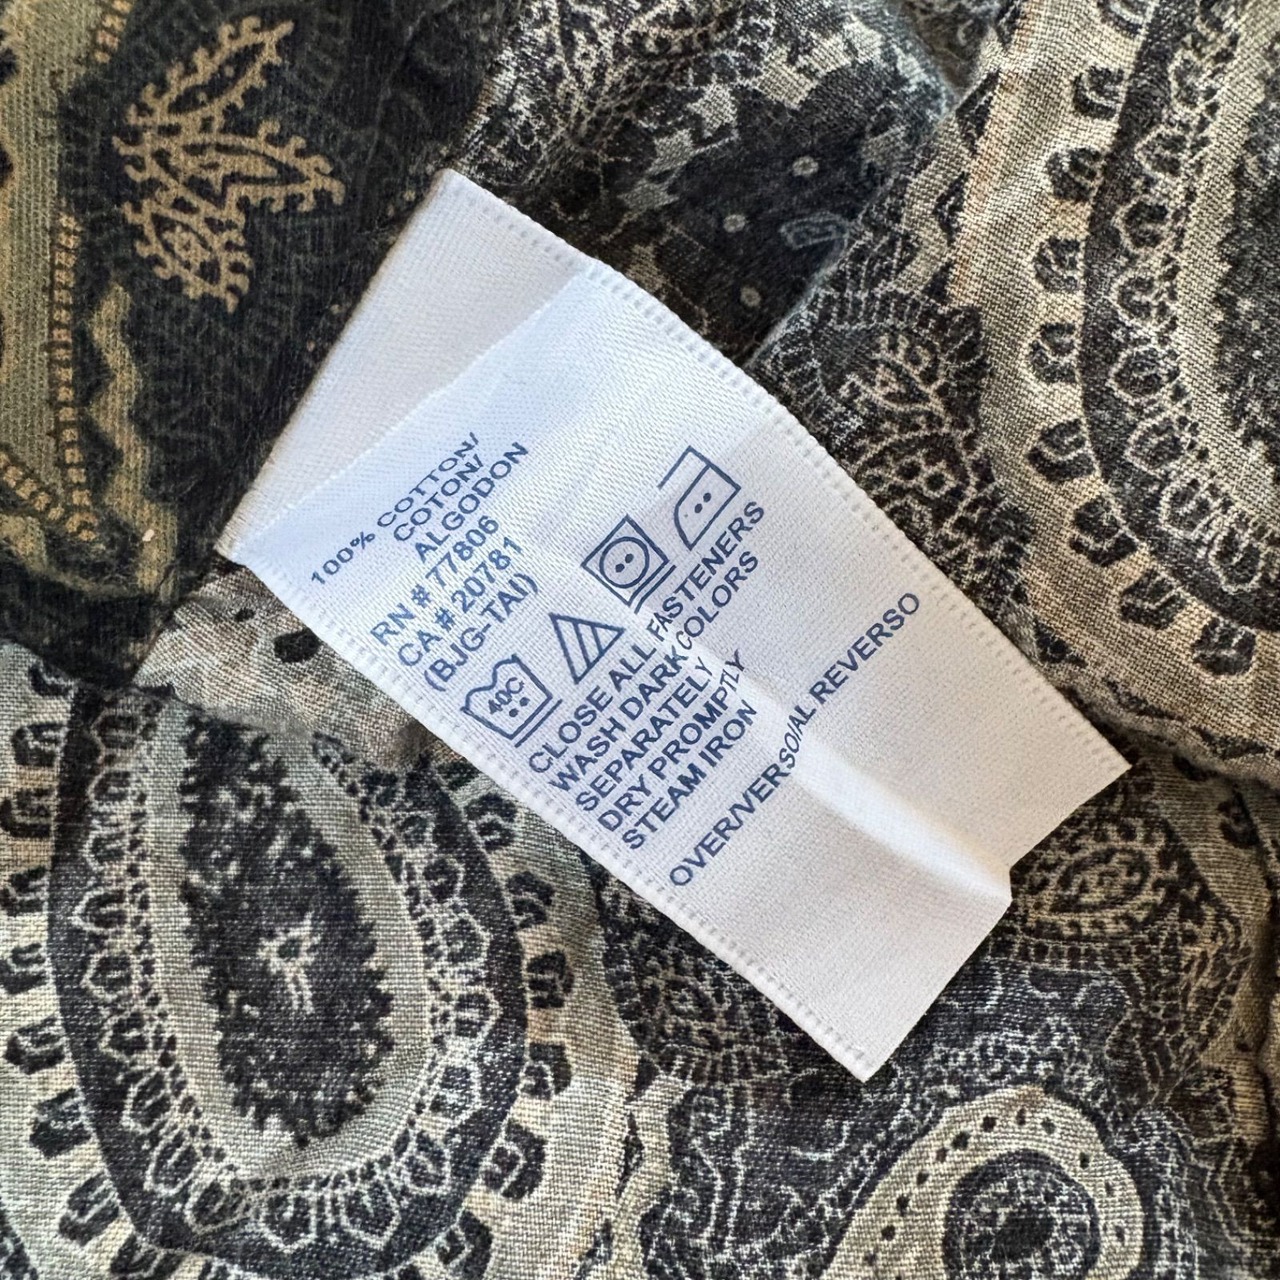 100% COTTON/
COTON/
ALGODON
RN # 77806
CA # 20781
(BJG-TAI)
40C
CLOSE ALL FASTENERS
WASH DARK COLORS
SEPARATELY
DRY PROMPTLY
STEAM IRON
OVER/VERSO/AL REVERSO